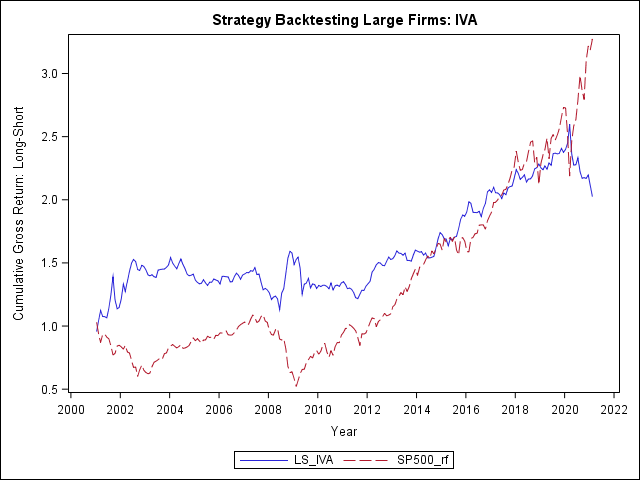 Strategy Backtesting Large Firms: IVA
Cumulative Gross Return: Long-Short
3.0
2.5
2.0
1.5
1.0
0.5
2000 2002 2004 2006 2008 2010 2012 2014 2016 2018 2020 2022
Year
LS_IVA SP500_rf